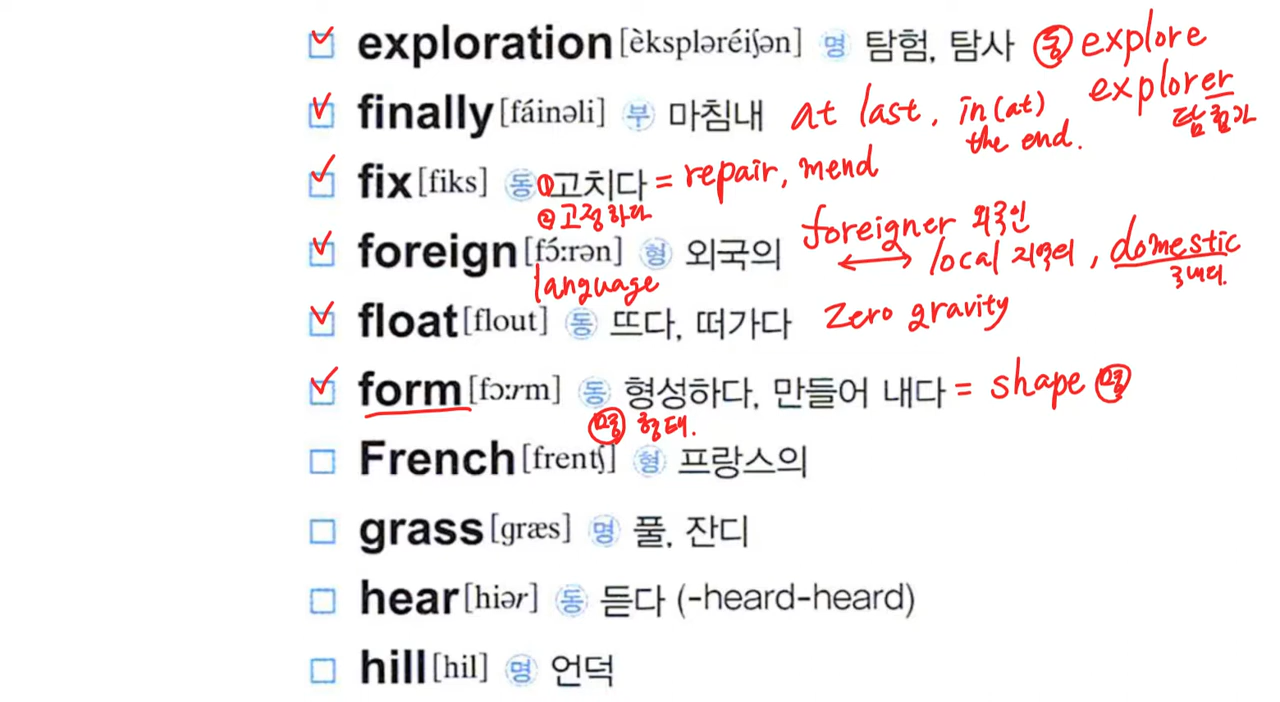 exploration [èkspləréiʃən] 명 탐험, 탐사 동 explore
explorer
탐험가
finally [fáinəli] 부 마침내 at last, in(at)
the end.
fix [fiks] 동 ①고치다 = repair, mend
②고정하다
foreigner 외국인
foreign [fɔ́ːrən] 형 외국의 ↔ local 지역의, domestic
국내의.
language
float [flout] 동 뜨다, 떠가다 zero gravity
form [fɔːrm] 동 형성하다, 만들어 내다 = shape 명
명 형태.
French [frentʃ] 형 프랑스의
grass [græs] 명 풀, 잔디
hear [hiər] 동 듣다 (-heard-heard)
hill [hil] 명 언덕